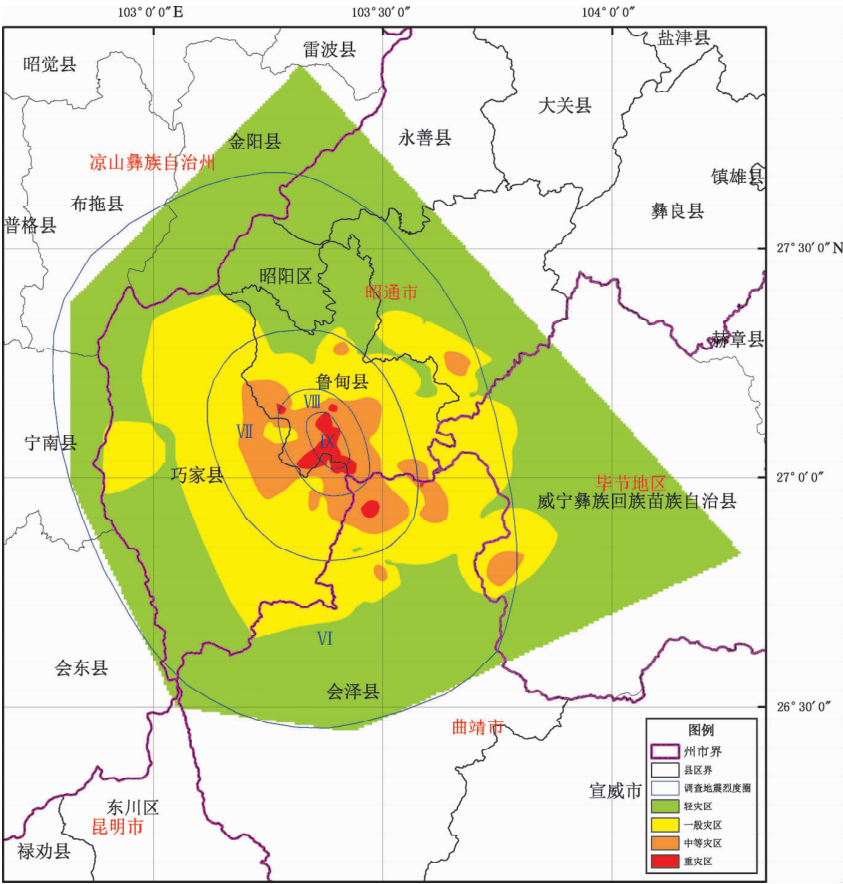 103°0′0″E
103°30′0″
104°0′0″
盐津县
雷波县
昭觉县
大关县
永善县
金阳县
凉山彝族自治州
镇雄县
布拖县
彝良县
普格县
27°30′0″N
昭阳区
昭通市
赫章县
鲁甸县
Ⅷ
Ⅶ
Ⅸ
宁南县
巧家县
27°0′0″
毕节地区
威宁彝族回族苗族自治县
Ⅵ
会东县
会泽县
26°30′0″
曲靖市
宣威市
东川区
昆明市
禄劝县
图例
州市界
县区界
调查地震烈度圈
轻灾区
一般灾区
中等灾区
重灾区